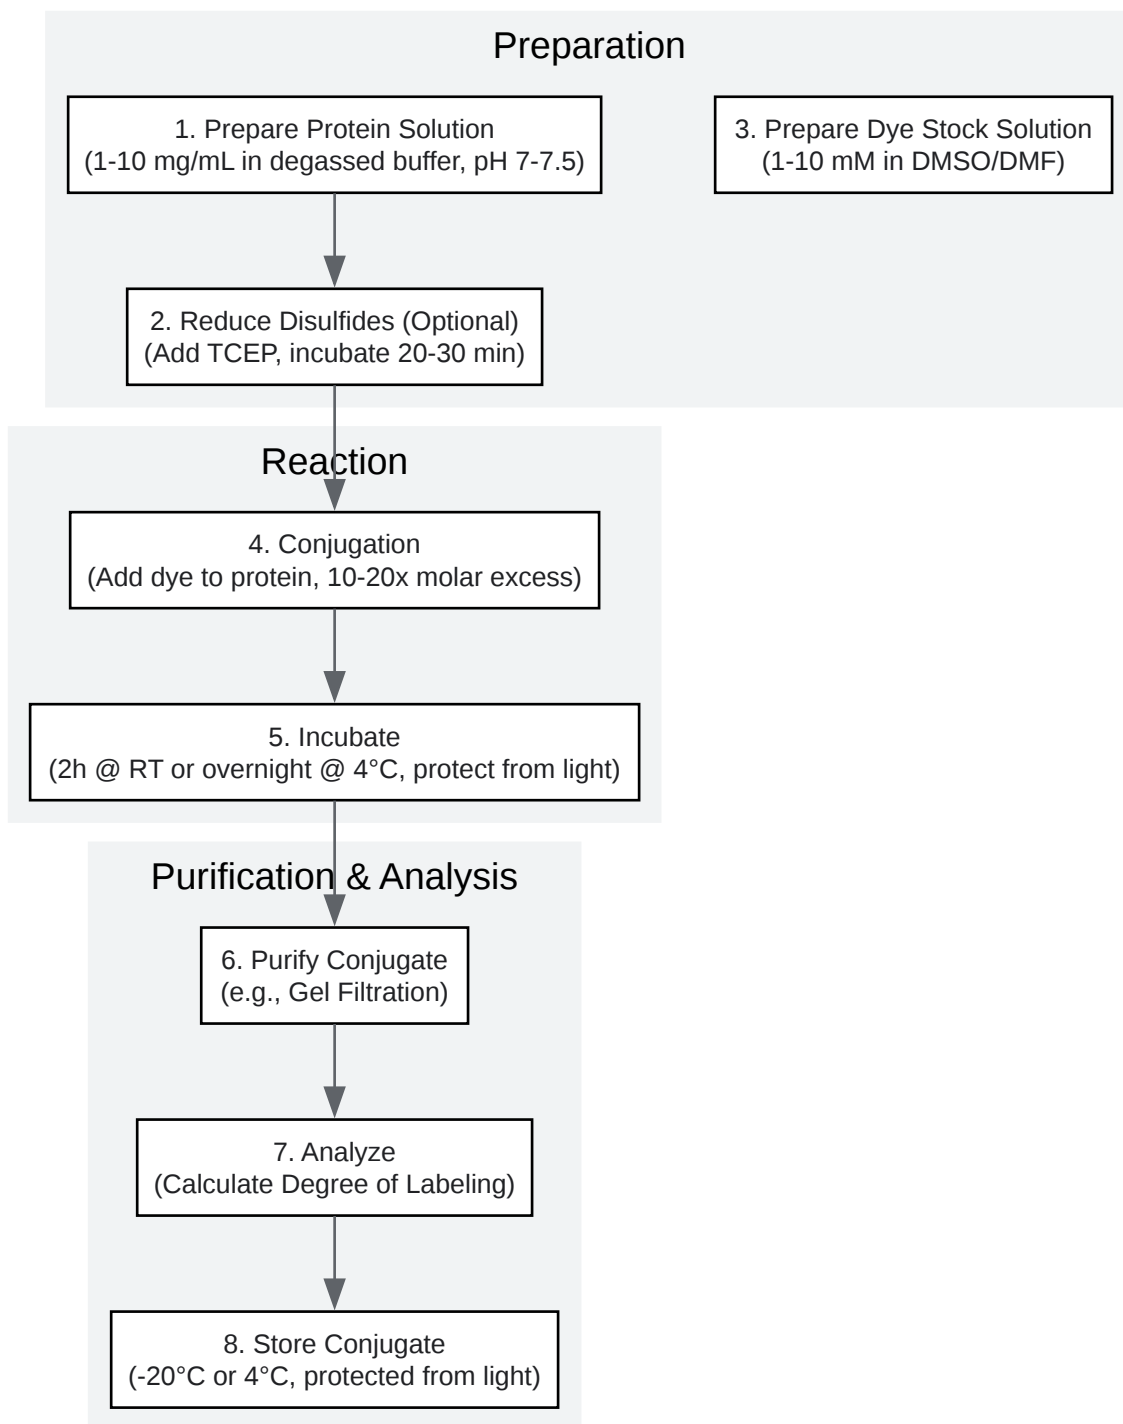 Preparation
1. Prepare Protein Solution
(1-10 mg/mL in degassed buffer, pH 7-7.5)
3. Prepare Dye Stock Solution
(1-10 mM in DMSO/DMF)
2. Reduce Disulfides (Optional)
(Add TCEP, incubate 20-30 min)
Reaction
4. Conjugation
(Add dye to protein, 10-20x molar excess)
5. Incubate
(2h @ RT or overnight @ 4°C, protect from light)
Purification & Analysis
6. Purify Conjugate
(e.g., Gel Filtration)
7. Analyze
(Calculate Degree of Labeling)
8. Store Conjugate
(-20°C or 4°C, protected from light)